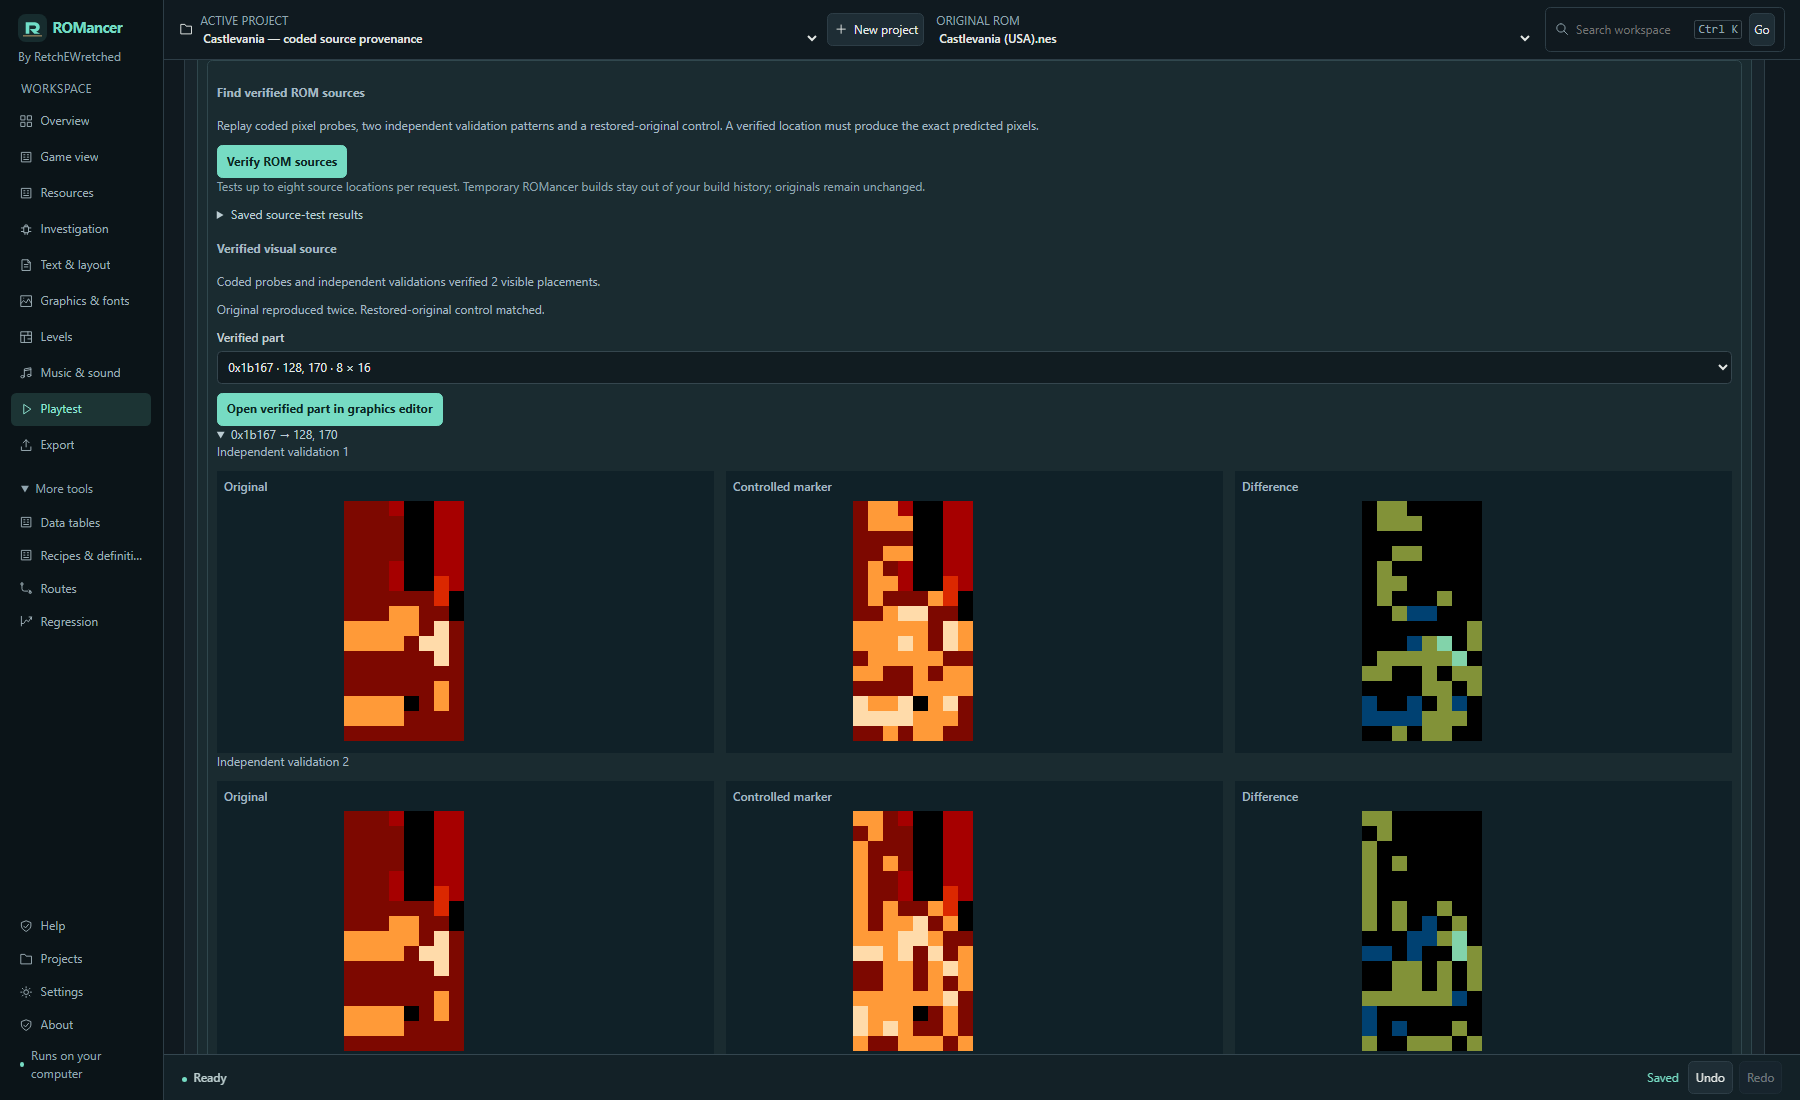 ROMancer
By RetchEWretched
WORKSPACE
Overview
Game view
Resources
Investigation
Text & layout
Graphics & fonts
Levels
Music & sound
Playtest
Export
More tools
Data tables
Recipes & definiti...
Routes
Regression
Help
Projects
Settings
About
Runs on your
computer
ACTIVE PROJECT
Castlevania — coded source provenance
New project
ORIGINAL ROM
Castlevania (USA).nes
Search workspace
Ctrl K
Go
Find verified ROM sources
Replay coded pixel probes, two independent validation patterns and a restored-original control. A verified location must produce the exact predicted pixels.
Verify ROM sources
Tests up to eight source locations per request. Temporary ROMancer builds stay out of your build history; originals remain unchanged.
Saved source-test results
Verified visual source
Coded probes and independent validations verified 2 visible placements.
Original reproduced twice. Restored-original control matched.
Verified part
0x1b167 · 128, 170 · 8 × 16
Open verified part in graphics editor
0x1b167 → 128, 170
Independent validation 1
Original
Controlled marker
Difference
Independent validation 2
Original
Controlled marker
Difference
Ready
Saved
Undo
Redo